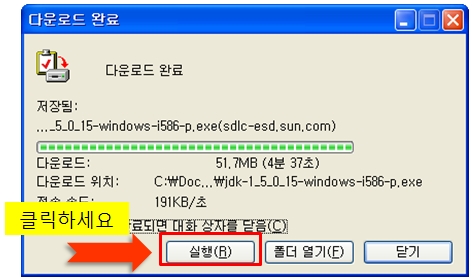 다운로드 완료
다운로드 완료
저장됨:
..._5_0_15-windows-i586-p.exe(sdlc-esd.sun.com)
다운로드: 51.7MB (4분 37초)
다운로드 위치: C:₩Doc...₩jdk-1_5_0_15-windows-i586-p.exe
전송 속도: 191KB/초
클릭하세요
료되면 대화 상자를 닫음(C)
실행(R) 폴더 열기(F) 닫기